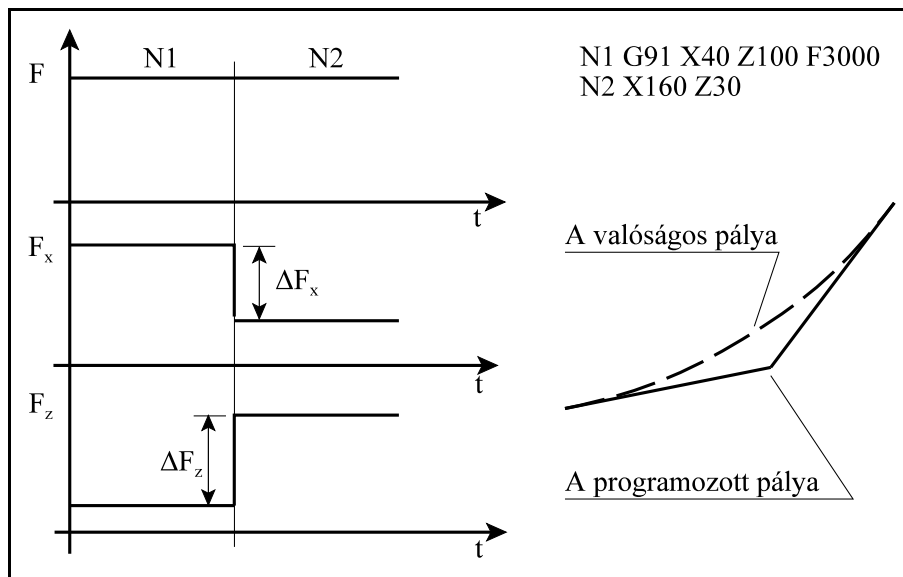 N1
N2
F
t
N1 G91 X40 Z100 F3000
N2 X160 Z30
Fx
ΔFx
t
Fz
ΔFz
t
A valóságos pálya
A programozott pálya